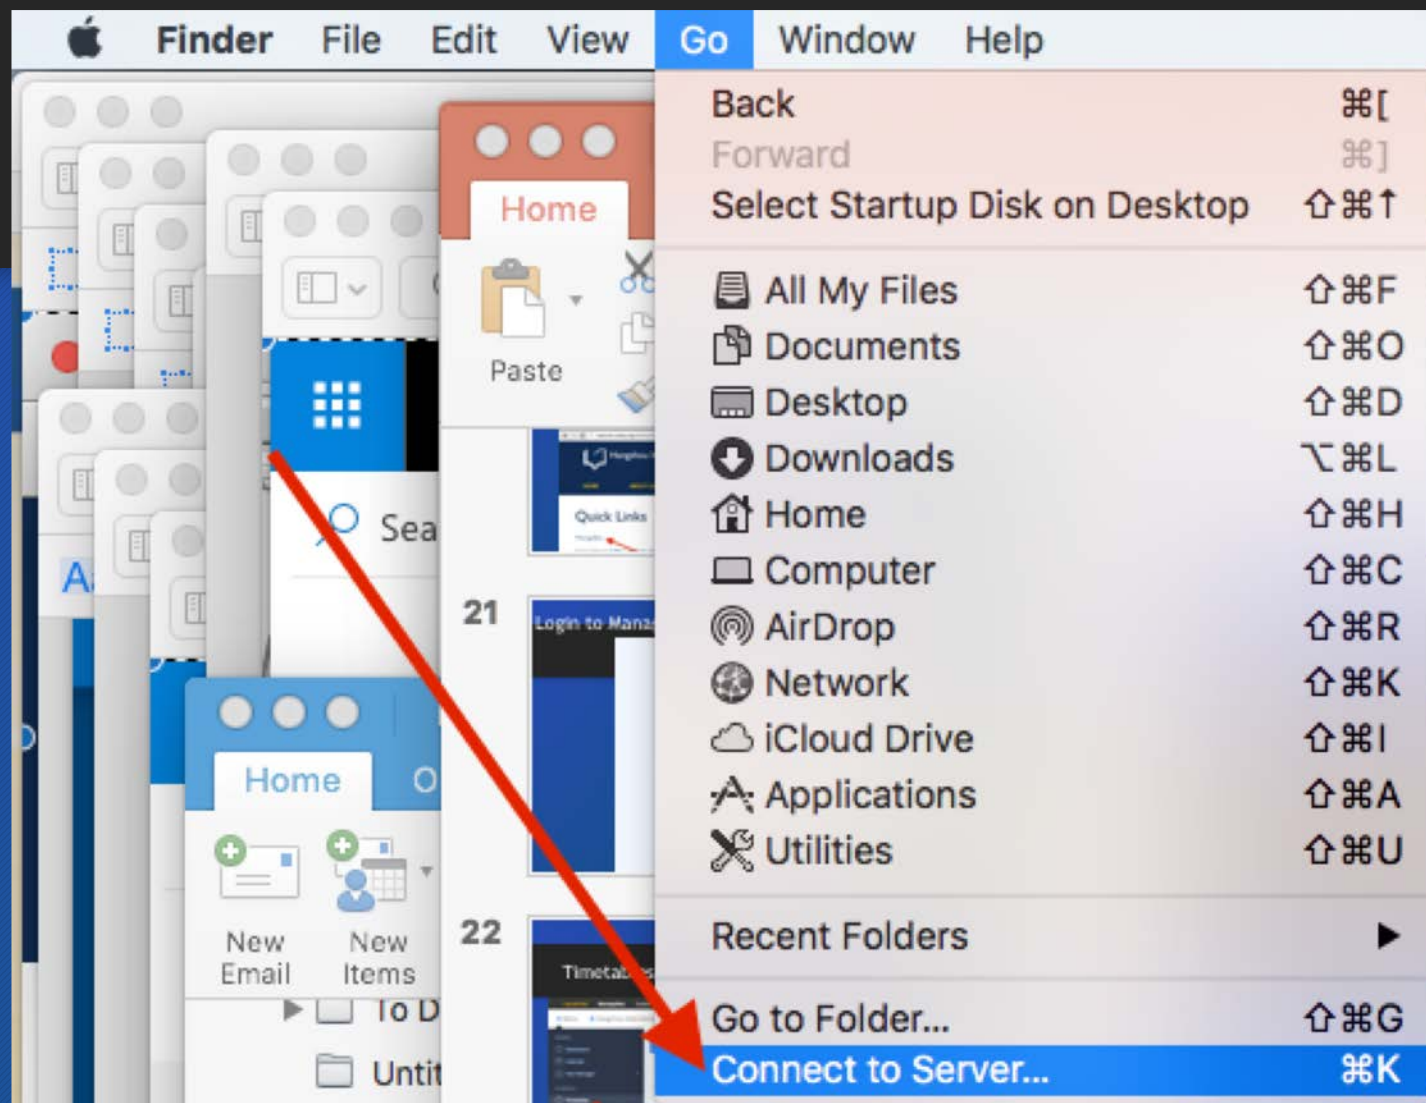 Finder File Edit View Go Window Help
Back ⌘[
Forward ⌘]
Select Startup Disk on Desktop ⇧⌘↑
All My Files ⇧⌘F
Documents ⇧⌘O
Desktop ⇧⌘D
Downloads ⌥⌘L
Home ⇧⌘H
Computer ⇧⌘C
AirDrop ⇧⌘R
Network ⇧⌘K
iCloud Drive ⇧⌘I
Applications ⇧⌘A
Utilities ⇧⌘U
Recent Folders ▶
Go to Folder... ⇧⌘G
Connect to Server... ⌘K
Home
Paste
Quick Links
Sea
21
Login to Mana
22
Timetables
Home O
New Email
New Items
To D
Untit